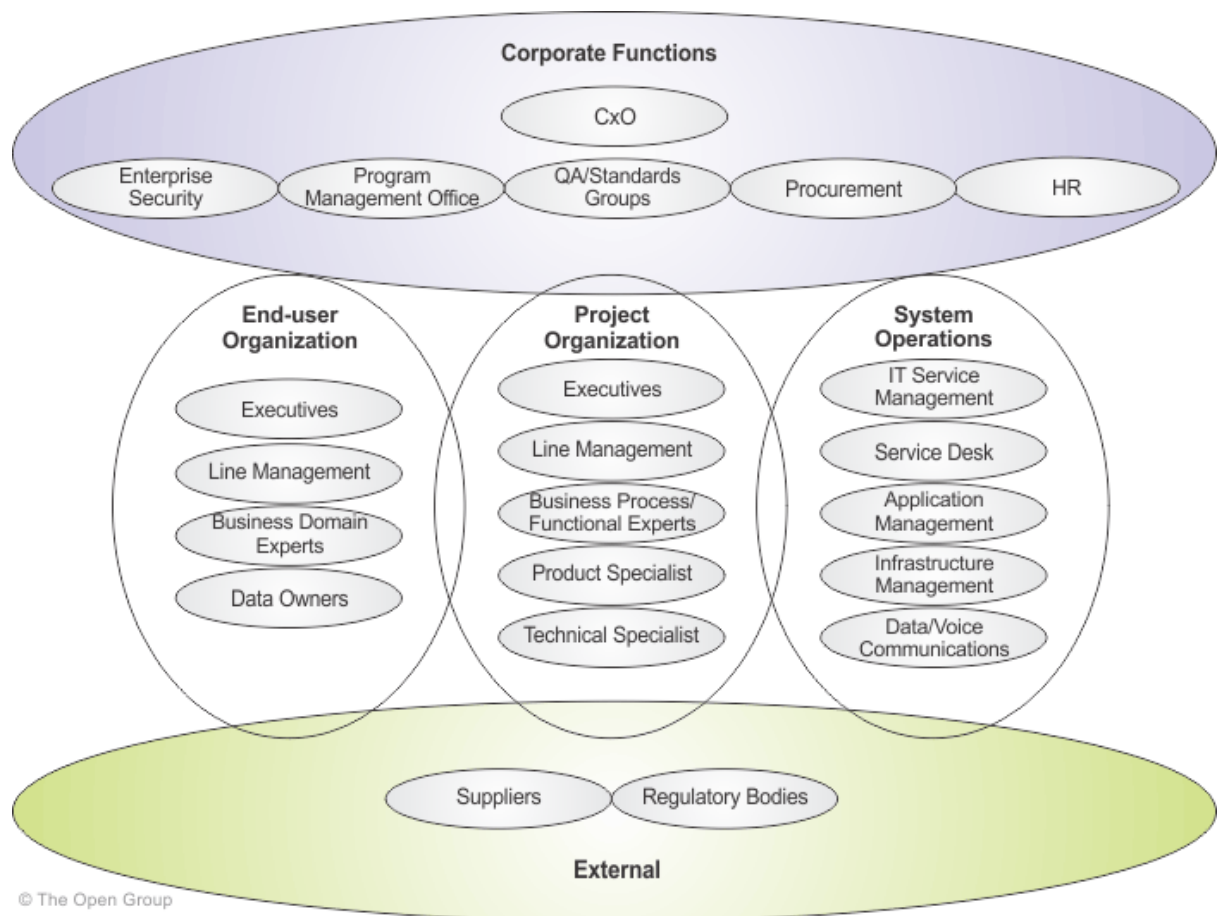 Corporate Functions
CxO
Enterprise
Security
Program
Management Office
QA/Standards
Groups
Procurement
HR
End-user
Organization
Executives
Line Management
Business Domain
Experts
Data Owners
Project
Organization
Executives
Line Management
Business Process/
Functional Experts
Product Specialist
Technical Specialist
System
Operations
IT Service
Management
Service Desk
Application
Management
Infrastructure
Management
Data/Voice
Communications
Suppliers
Regulatory Bodies
External
© The Open Group